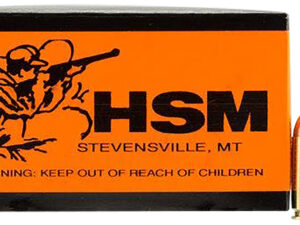 HSM
STEVENSVILLE, MT
NING: KEEP OUT OF REACH OF CHILDREN